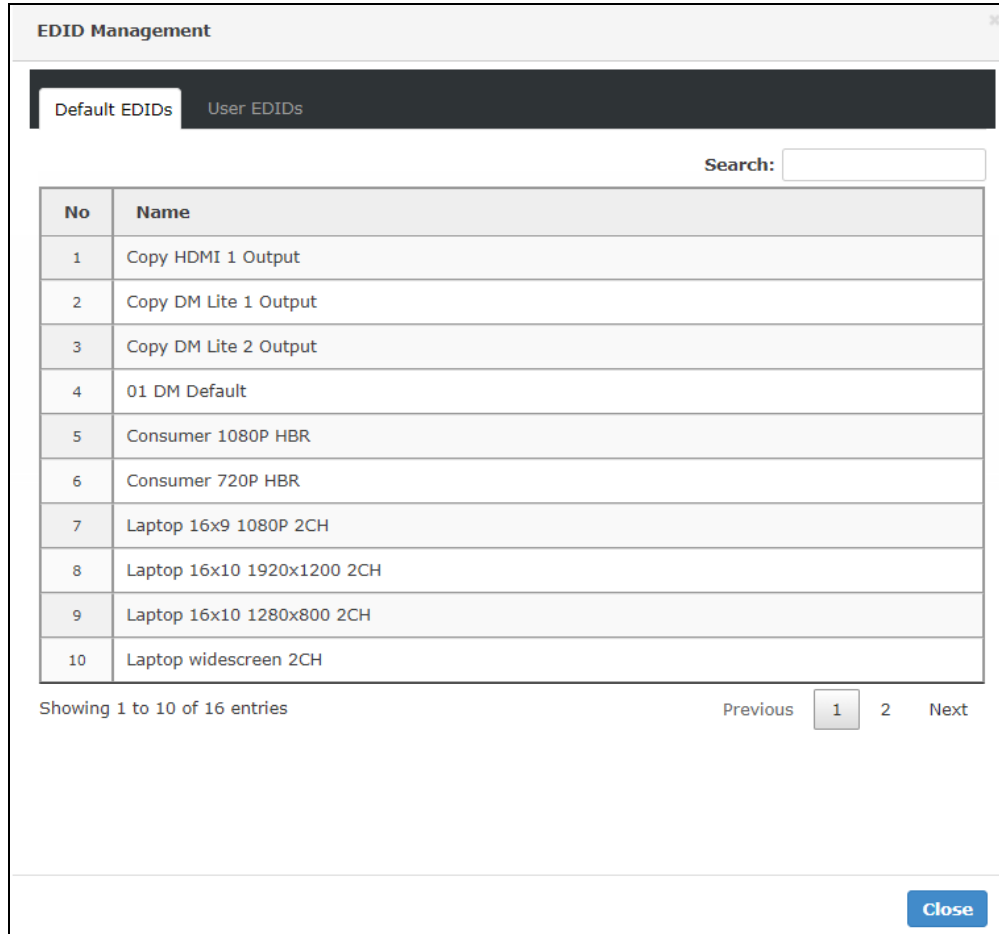 EDID Management
×
Default EDIDs User EDIDs
Search:
No Name
1 Copy HDMI 1 Output
2 Copy DM Lite 1 Output
3 Copy DM Lite 2 Output
4 01 DM Default
5 Consumer 1080P HBR
6 Consumer 720P HBR
7 Laptop 16x9 1080P 2CH
8 Laptop 16x10 1920x1200 2CH
9 Laptop 16x10 1280x800 2CH
10 Laptop widescreen 2CH
Showing 1 to 10 of 16 entries Previous 1 2 Next
Close